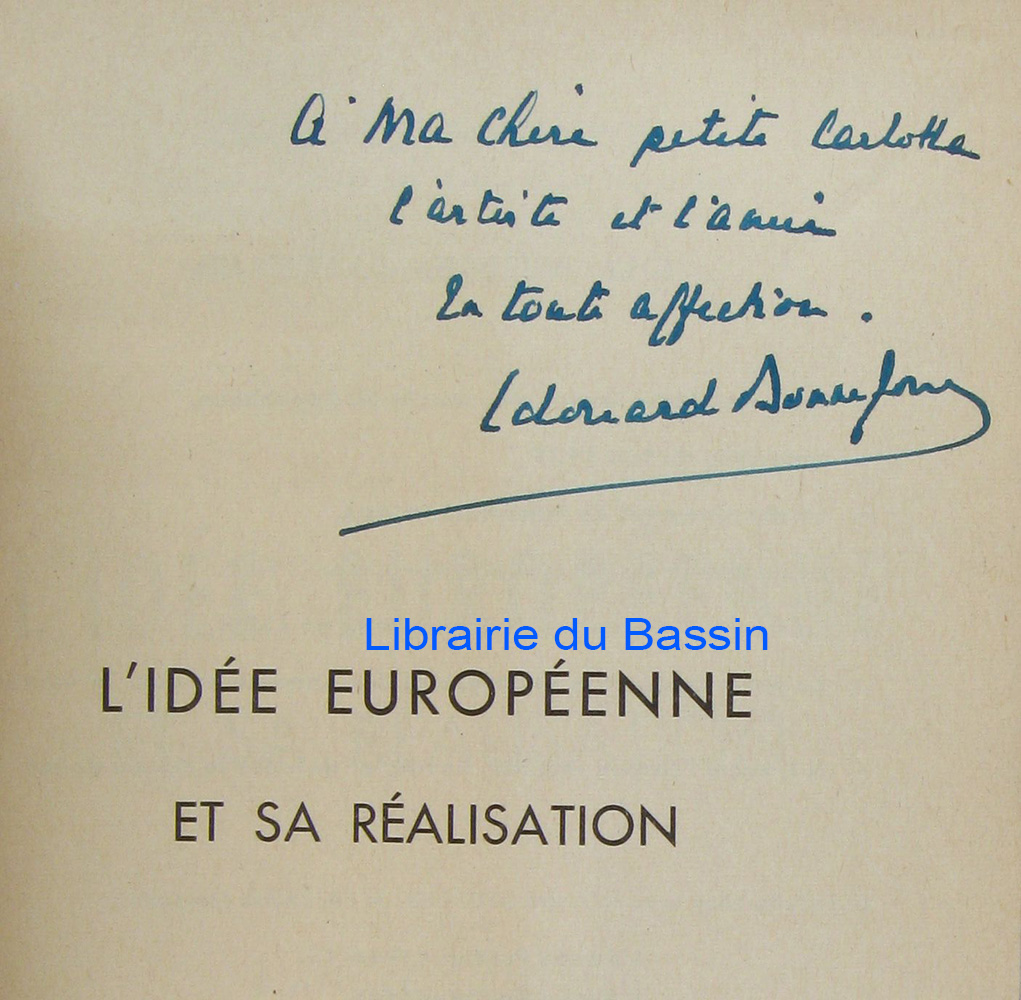 à Ma Chère petite Carlotta
l'artiste et l'amie
En toute affection.
Edouard Bonnefous
Librairie du Bassin
L'IDÉE EUROPÉENNE
ET SA RÉALISATION